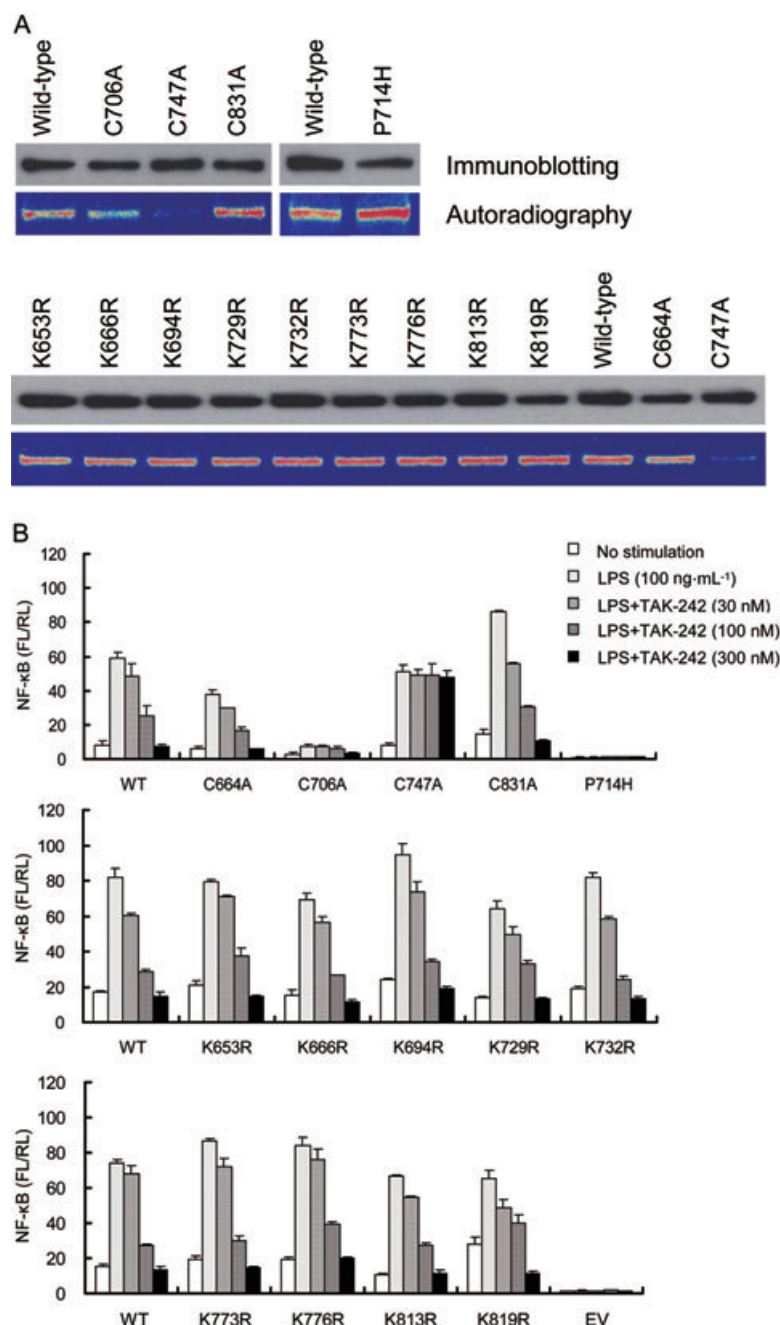 A
Wild-type C706A C747A C831A Wild-type P714H
Immunoblotting
Autoradiography
K653R K666R K694R K729R K732R K773R K776R K813R K819R Wild-type C664A C747A
B
No stimulation
LPS (100 ng·mL⁻¹)
LPS+TAK-242 (30 nM)
LPS+TAK-242 (100 nM)
LPS+TAK-242 (300 nM)
NF-κB (FL/RL)
120
100
80
60
40
20
0
WT C664A C706A C747A C831A P714H
NF-κB (FL/RL)
120
100
80
60
40
20
0
WT K653R K666R K694R K729R K732R
NF-κB (FL/RL)
120
100
80
60
40
20
0
WT K773R K776R K813R K819R EV